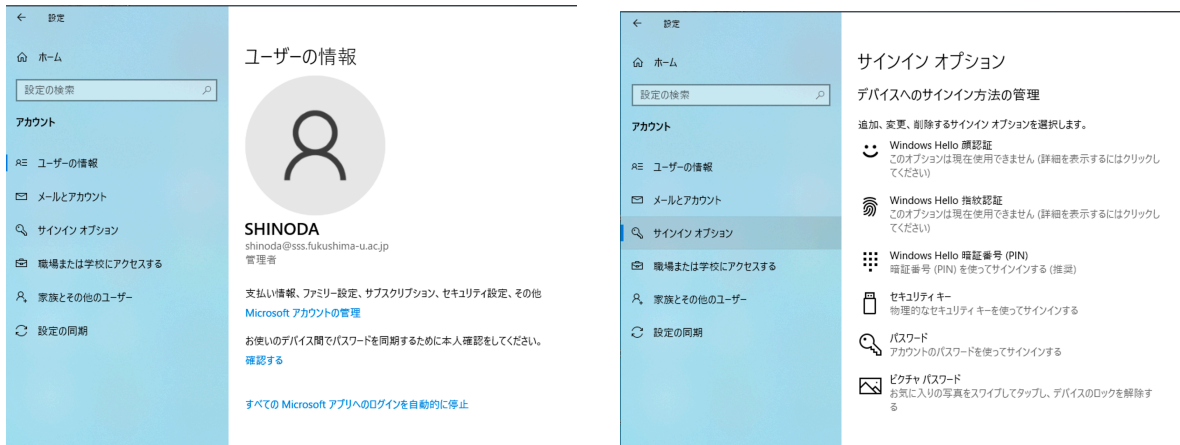 ← 設定
ホーム
設定の検索
アカウント
ユーザーの情報
メールとアカウント
サインイン オプション
職場または学校にアクセスする
家族とその他のユーザー
設定の同期
ユーザーの情報
SHINODA
shinoda@sss.fukushima-u.ac.jp
管理者
支払い情報、ファミリー設定、サブスクリプション、セキュリティ設定、その他
Microsoft アカウントの管理
お使いのデバイス間でパスワードを同期するために本人確認をしてください。
確認する
すべての Microsoft アプリへのログインを自動的に停止
← 設定
ホーム
設定の検索
アカウント
ユーザーの情報
メールとアカウント
サインイン オプション
職場または学校にアクセスする
家族とその他のユーザー
設定の同期
サインイン オプション
デバイスへのサインイン方法の管理
追加、変更、削除するサインイン オプションを選択します。
Windows Hello 顔認証
このオプションは現在使用できません (詳細を表示するにはクリックし
てください)
Windows Hello 指紋認証
このオプションは現在使用できません (詳細を表示するにはクリックし
てください)
Windows Hello 暗証番号 (PIN)
暗証番号 (PIN) を使ってサインインする (推奨)
セキュリティ キー
物理的なセキュリティ キーを使ってサインインする
パスワード
アカウントのパスワードを使ってサインインする
ピクチャ パスワード
お気に入りの写真をスワイプしてタップし、デバイスのロックを解除す
る